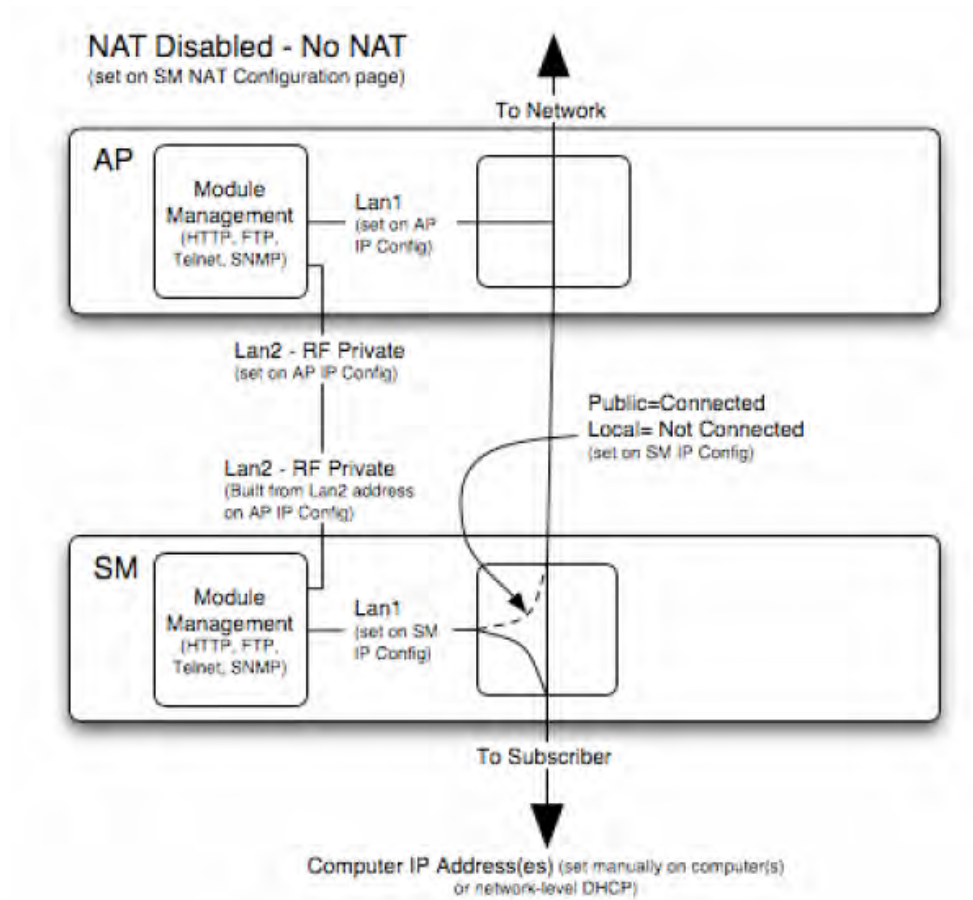 NAT Disabled - No NAT
(set on SM NAT Configuration page)
To Network
AP
Module
Management
(HTTP, FTP,
Telnet, SNMP)
Lan1
(set on AP
IP Config)
Lan2 - RF Private
(set on AP IP Config)
Public=Connected
Local= Not Connected
(set on SM IP Config)
Lan2 - RF Private
(Built from Lan2 address
on AP IP Config)
SM
Module
Management
(HTTP, FTP,
Telnet, SNMP)
Lan1
(set on SM
IP Config)
To Subscriber
Computer IP Address(es) (set manually on computer(s)
or network-level DHCP)